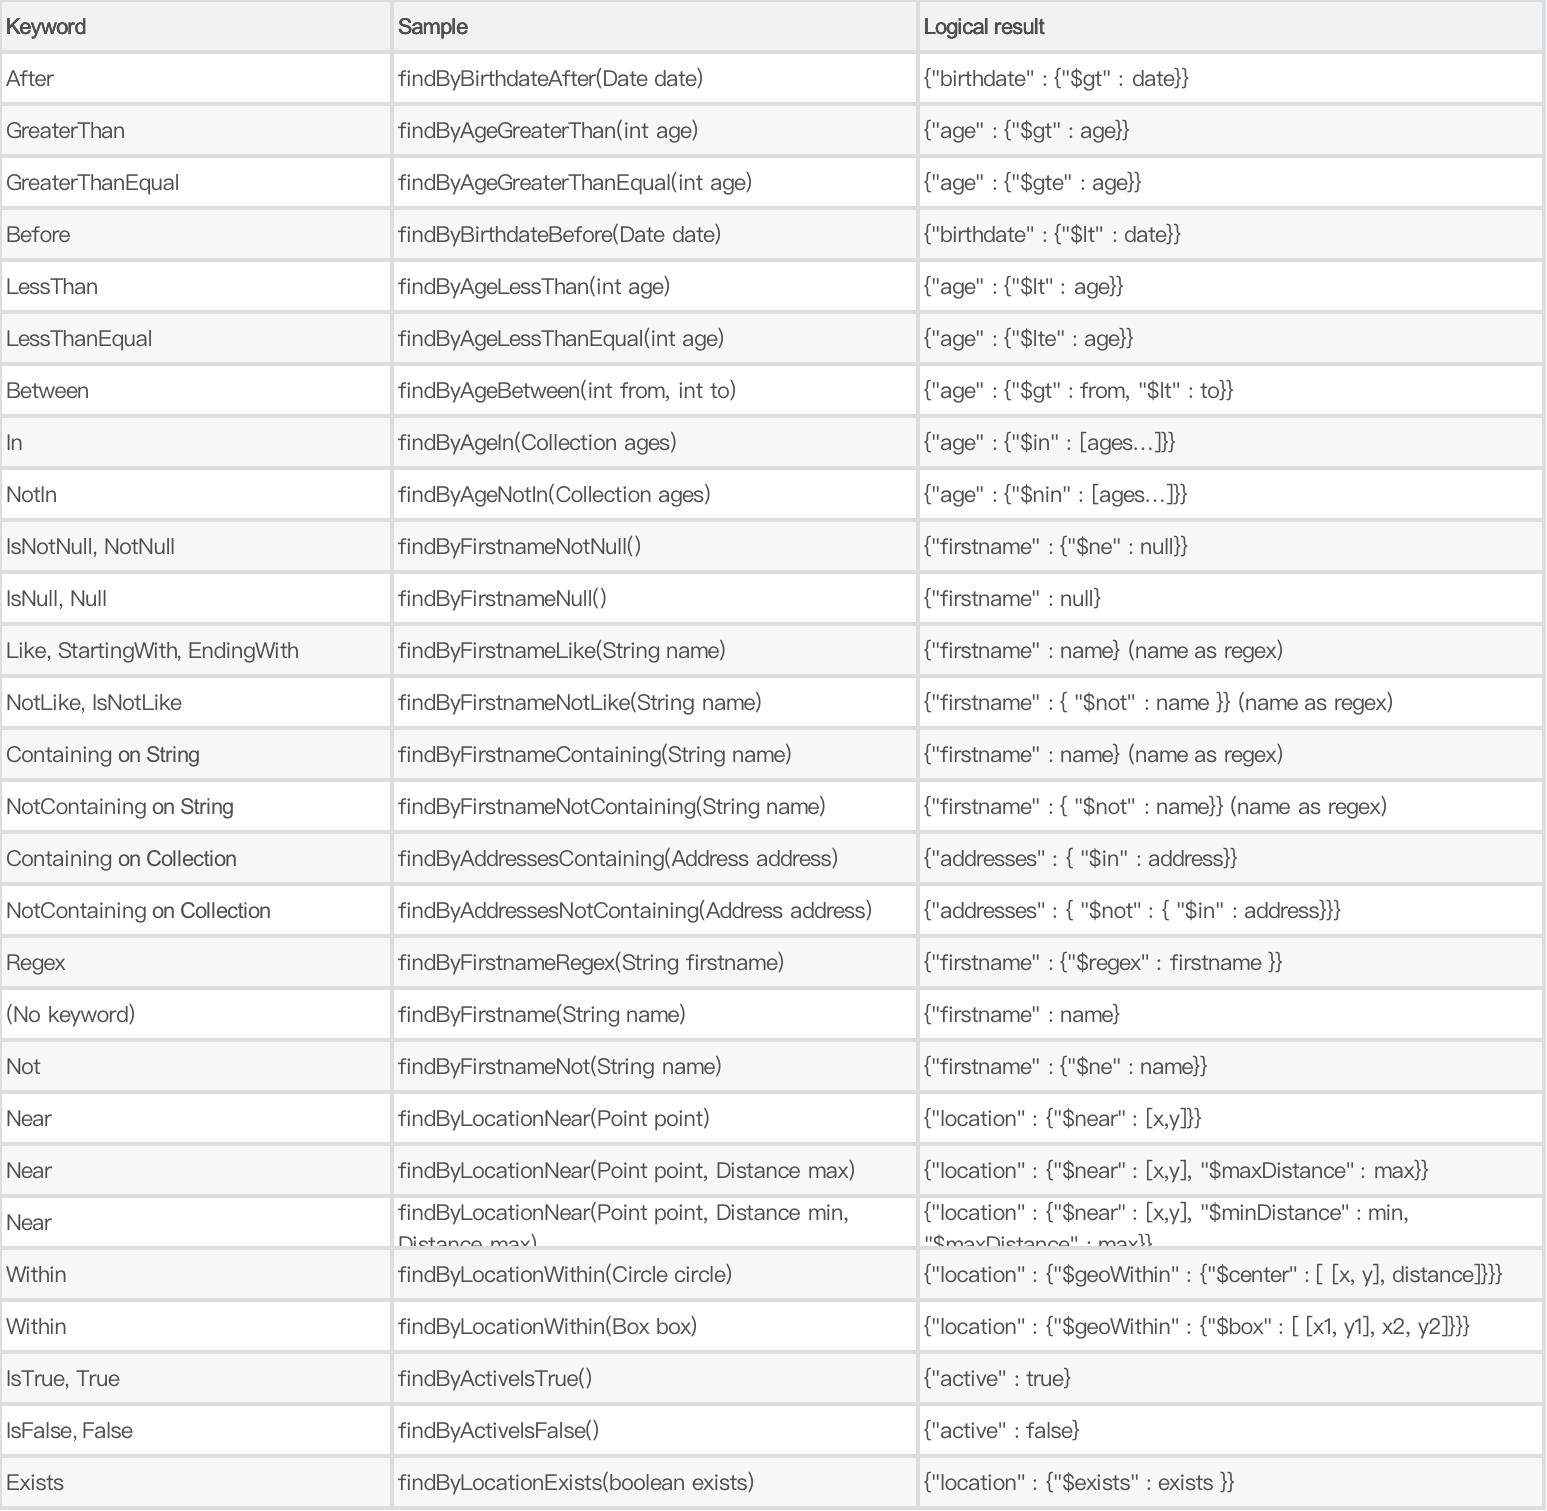 Keyword Sample Logical result
After findByBirthdateAfter(Date date) {"birthdate" : {"$gt" : date}}
GreaterThan findByAgeGreaterThan(int age) {"age" : {"$gt" : age}}
GreaterThanEqual findByAgeGreaterThanEqual(int age) {"age" : {"$gte" : age}}
Before findByBirthdateBefore(Date date) {"birthdate" : {"$lt" : date}}
LessThan findByAgeLessThan(int age) {"age" : {"$lt" : age}}
LessThanEqual findByAgeLessThanEqual(int age) {"age" : {"$lte" : age}}
Between findByAgeBetween(int from, int to) {"age" : {"$gt" : from, "$lt" : to}}
In findByAgeIn(Collection ages) {"age" : {"$in" : [ages…]}}
NotIn findByAgeNotIn(Collection ages) {"age" : {"$nin" : [ages…]}}
IsNotNull, NotNull findByFirstnameNotNull() {"firstname" : {"$ne" : null}}
IsNull, Null findByFirstnameNull() {"firstname" : null}
Like, StartingWith, EndingWith findByFirstnameLike(String name) {"firstname" : name} (name as regex)
NotLike, IsNotLike findByFirstnameNotLike(String name) {"firstname" : { "$not" : name }} (name as regex)
Containing on String findByFirstnameContaining(String name) {"firstname" : name} (name as regex)
NotContaining on String findByFirstnameNotContaining(String name) {"firstname" : { "$not" : name}} (name as regex)
Containing on Collection findByAddressesContaining(Address address) {"addresses" : { "$in" : address}}
NotContaining on Collection findByAddressesNotContaining(Address address) {"addresses" : { "$not" : { "$in" : address}}}
Regex findByFirstnameRegex(String firstname) {"firstname" : {"$regex" : firstname }}
(No keyword) findByFirstname(String name) {"firstname" : name}
Not findByFirstnameNot(String name) {"firstname" : {"$ne" : name}}
Near findByLocationNear(Point point) {"location" : {"$near" : [x,y]}}
Near findByLocationNear(Point point, Distance max) {"location" : {"$near" : [x,y], "$maxDistance" : max}}
Near findByLocationNear(Point point, Distance min, {"location" : {"$near" : [x,y], "$minDistance" : min,
Distance max) "$maxDistance" : max}}
Within findByLocationWithin(Circle circle) {"location" : {"$geoWithin" : {"$center" : [ [x, y], distance]}}}
Within findByLocationWithin(Box box) {"location" : {"$geoWithin" : {"$box" : [ [x1, y1], x2, y2]}}}
IsTrue, True findByActiveIsTrue() {"active" : true}
IsFalse, False findByActiveIsFalse() {"active" : false}
Exists findByLocationExists(boolean exists) {"location" : {"$exists" : exists }}